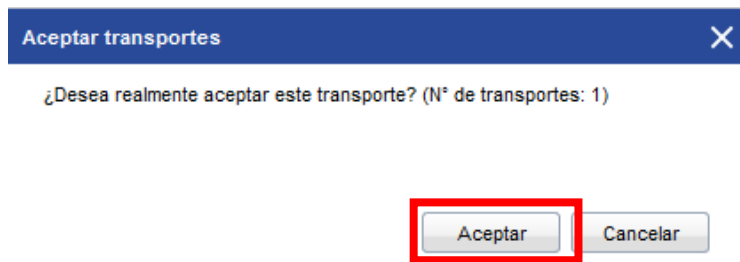 Aceptar transportes
¿Desea realmente aceptar este transporte? (N° de transportes: 1)
Aceptar Cancelar